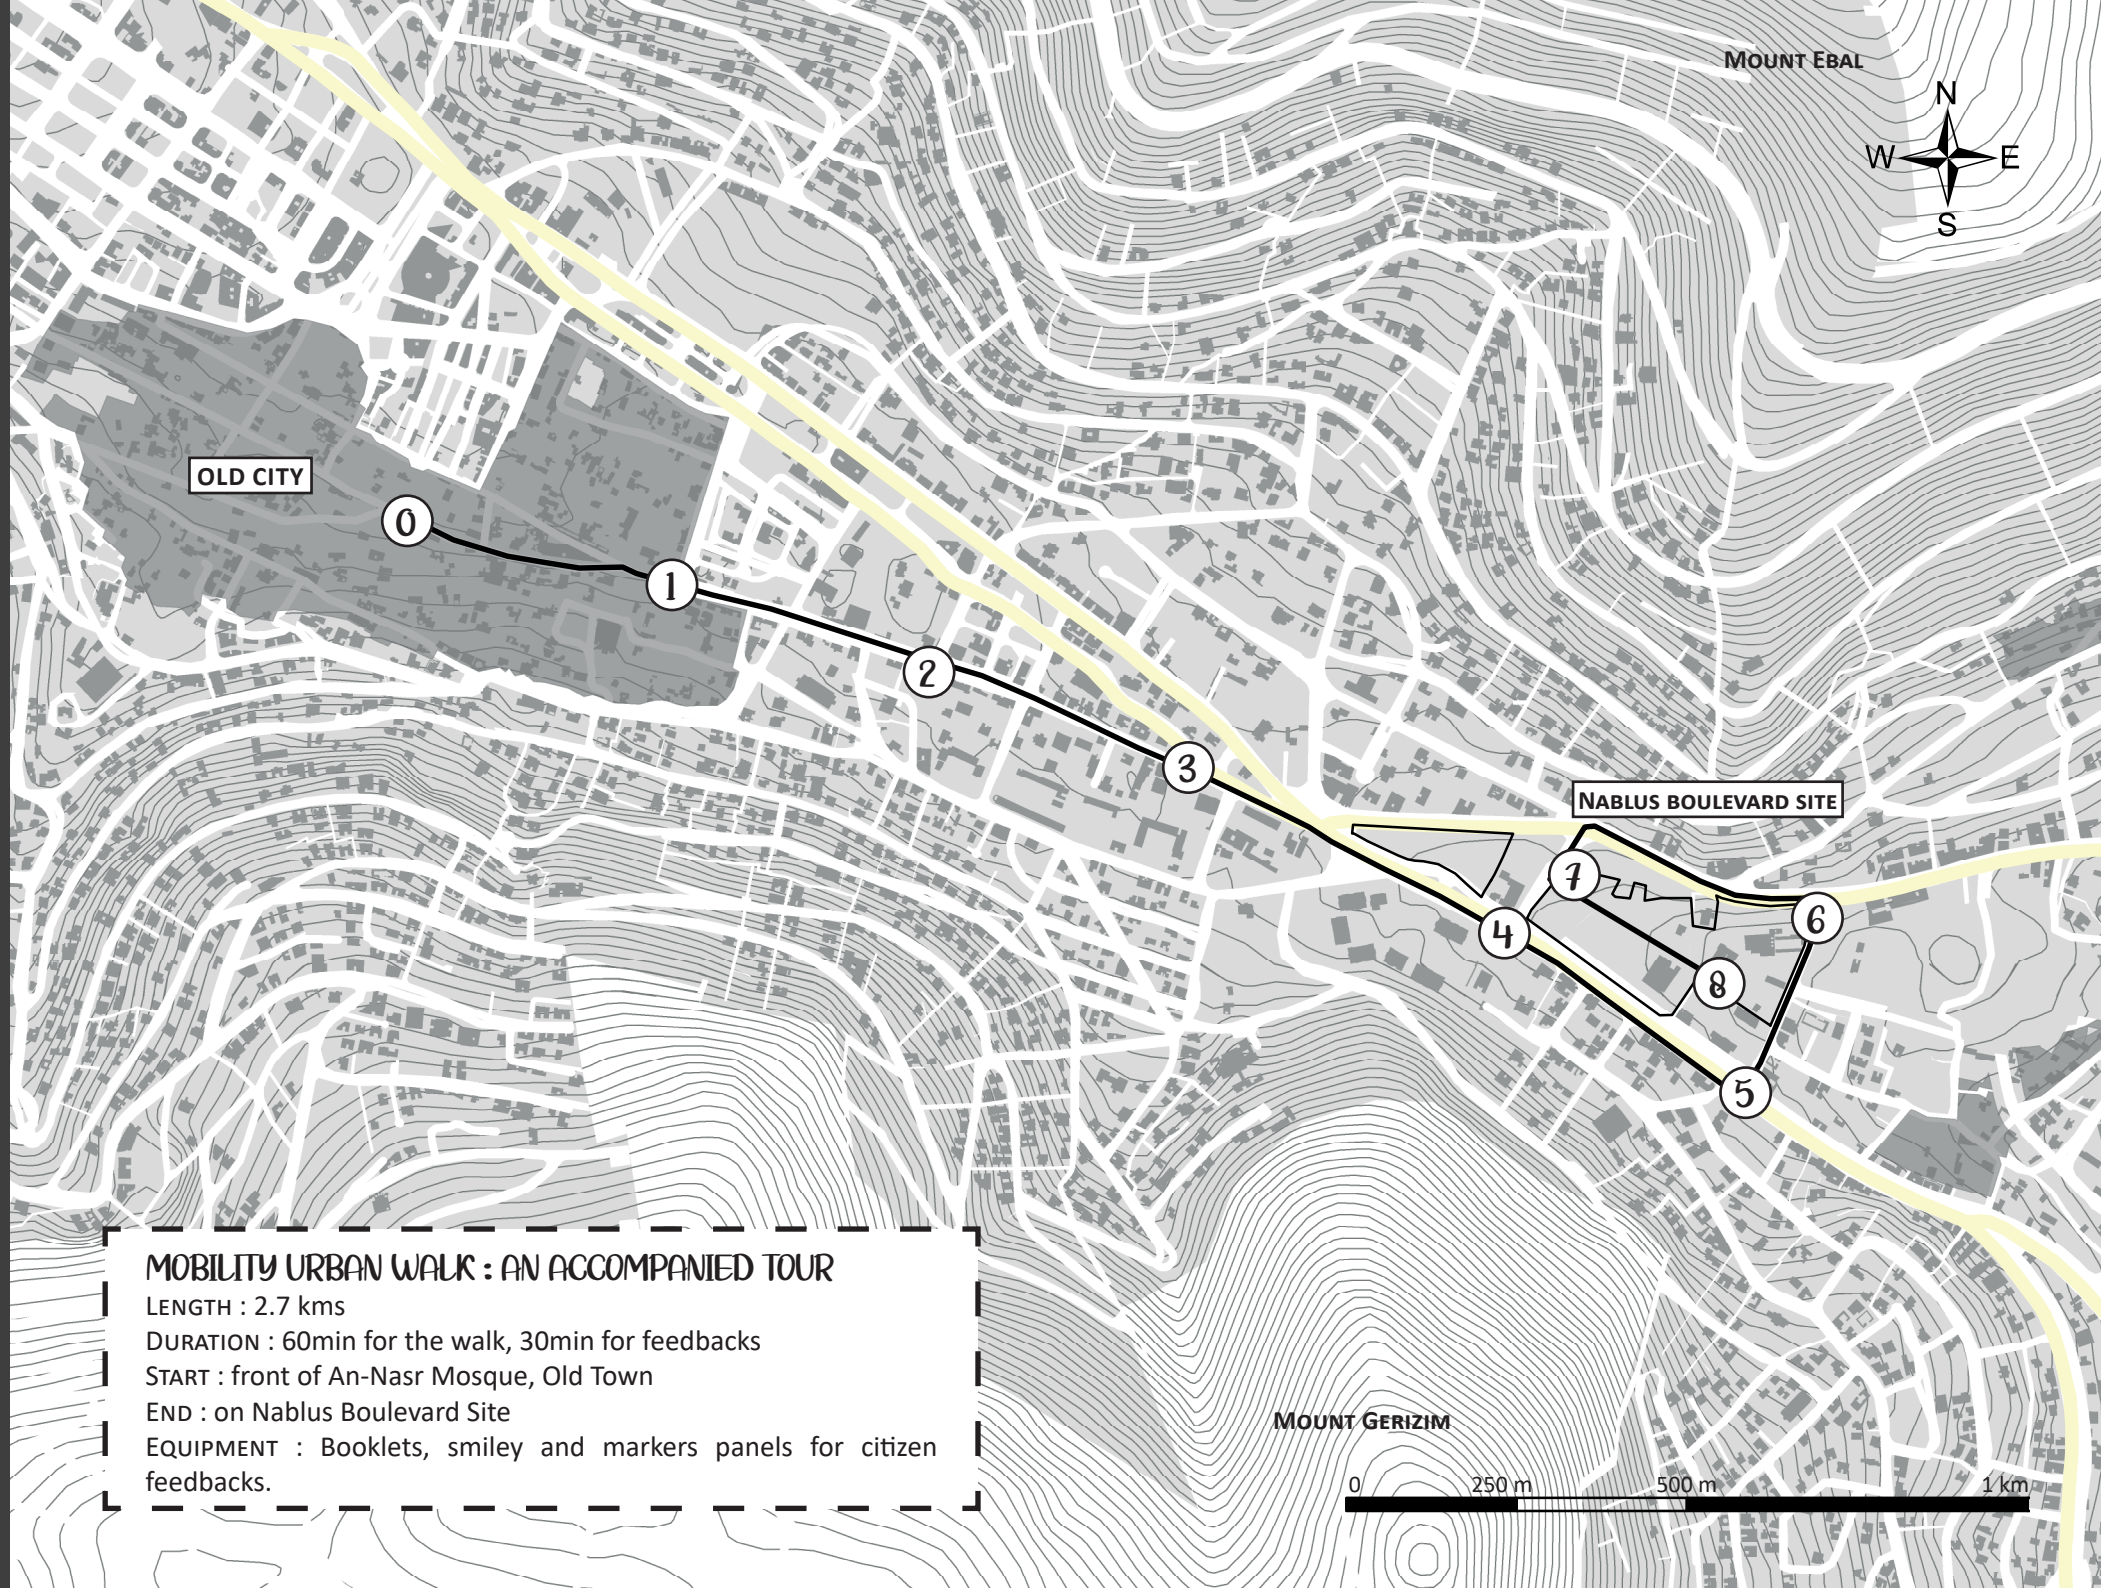 MOUNT EBAL
N
W E
S
OLD CITY
0
1
2
3
NABLUS BOULEVARD SITE
7
6
4
8
5
MOBILITY URBAN WALK : AN ACCOMPANIED TOUR
LENGTH : 2.7 kms
DURATION : 60min for the walk, 30min for feedbacks
START : front of An-Nasr Mosque, Old Town
END : on Nablus Boulevard Site
EQUIPMENT : Booklets, smiley and markers panels for citizen
feedbacks.
MOUNT GERIZIM
0 250 m 500 m 1 km